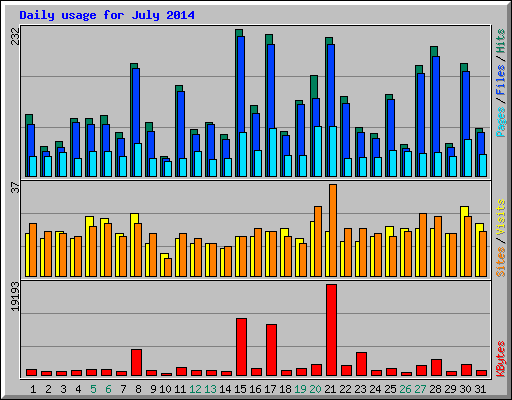 Daily usage for July 2014
232
Pages / Files / Hits
37
Sites / Visits
19193
KBytes
1 2 3 4 5 6 7 8 9 10 11 12 13 14 15 16 17 18 19 20 21 22 23 24 25 26 27 28 29 30 31